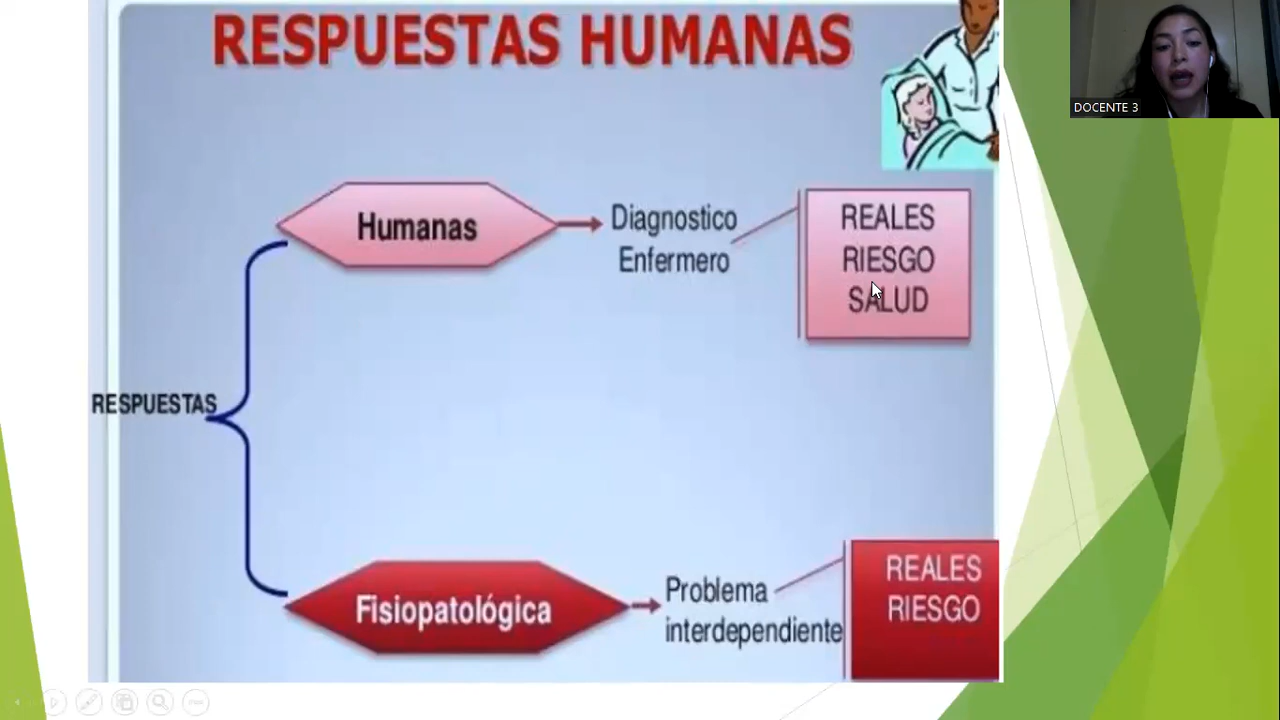 RESPUESTAS HUMANAS
DOCENTE 3
Humanas
Diagnostico
Enfermero
REALES
RIESGO
SALUD
RESPUESTAS
Fisiopatológica
Problema
interdependiente
REALES
RIESGO